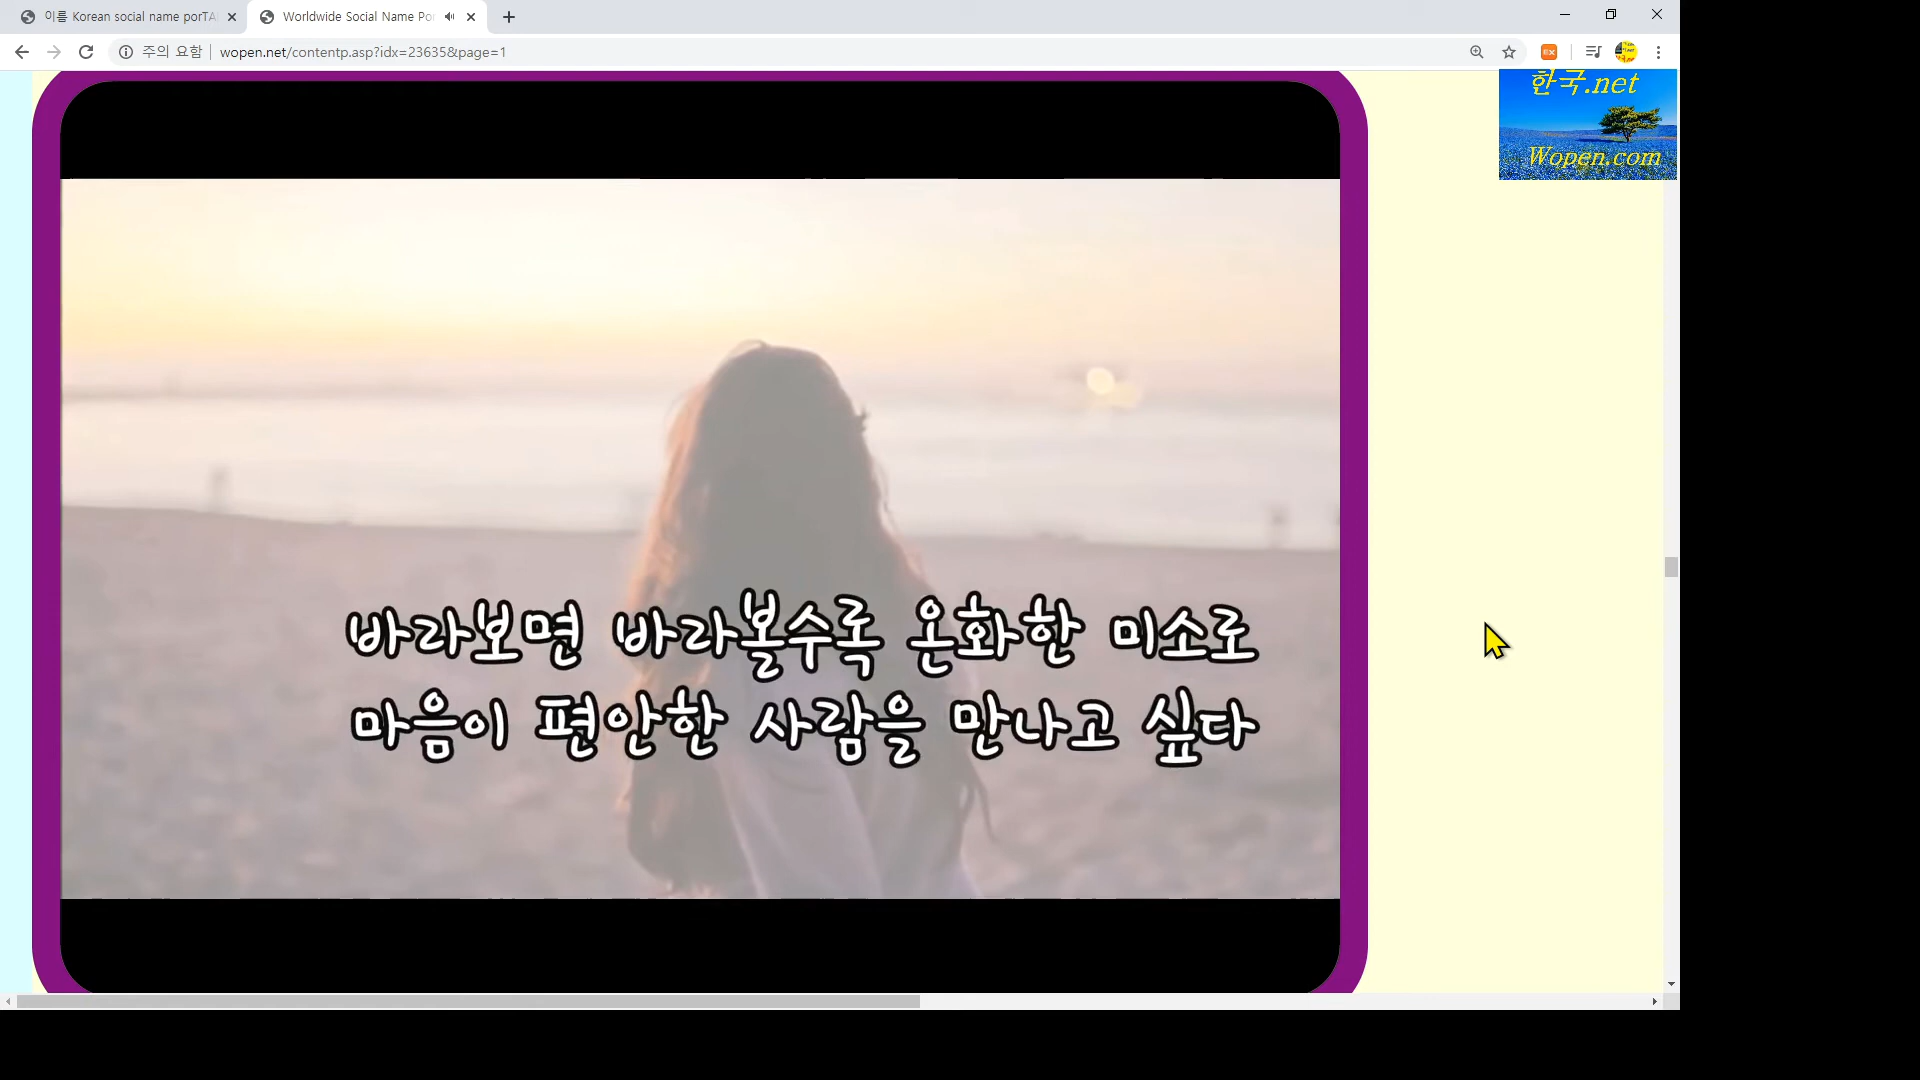 이름 Korean social name porTA
Worldwide Social Name Po
주의 요함
wopen.net/contentp.asp?idx=23635&page=1
한국.net
Wopen.com
바라보면 바라볼수록 온화한 미소로
마음이 편안한 사람을 만나고 싶다